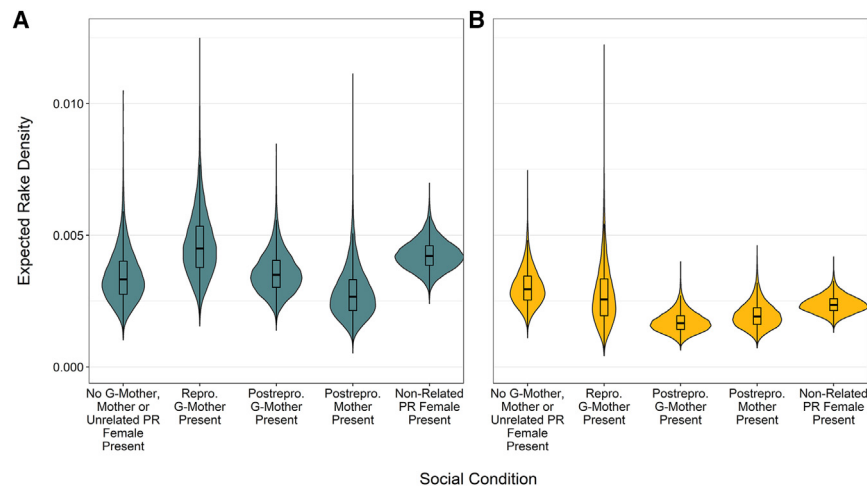 A
B
Expected Rake Density
0.010
0.005
0.000
No G-Mother,
Mother or
Unrelated PR
Female
Present
Repro.
G-Mother
Present
Postrepro.
G-Mother
Present
Postrepro.
Mother
Present
Non-Related
PR Female
Present
No G-Mother,
Mother or
Unrelated PR
Female
Present
Repro.
G-Mother
Present
Postrepro.
G-Mother
Present
Postrepro.
Mother
Present
Non-Related
PR Female
Present
Social Condition